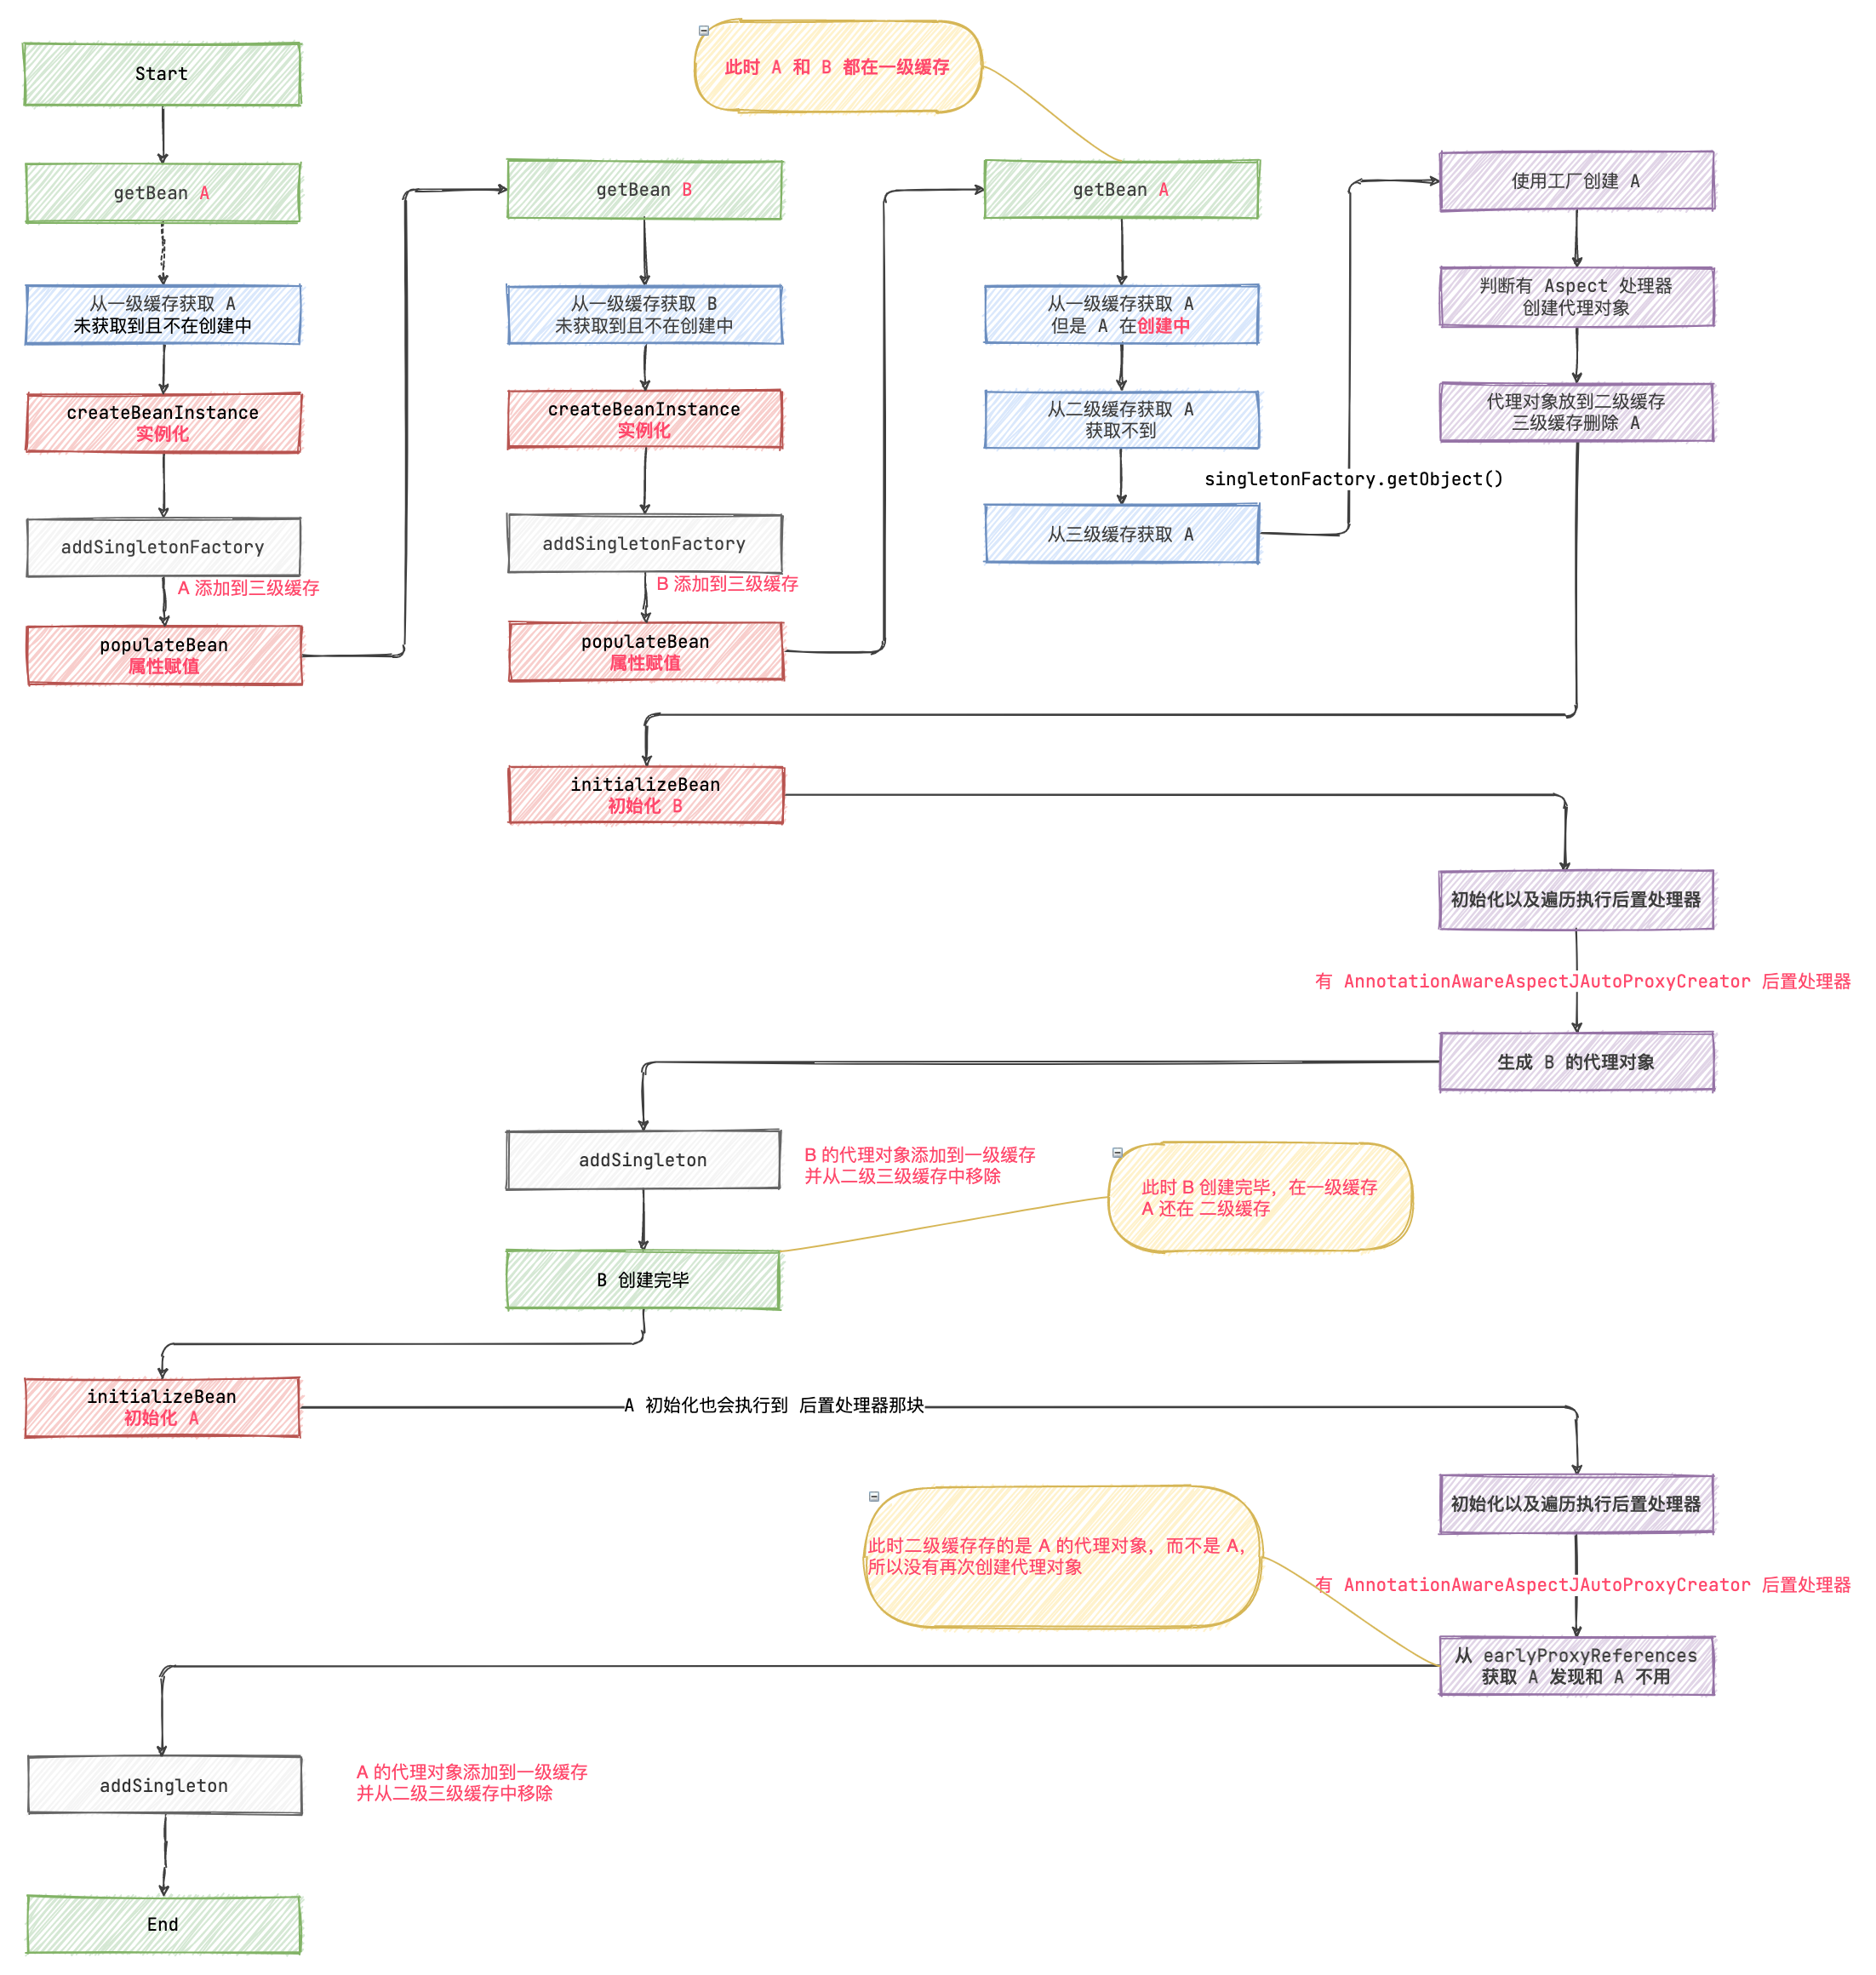 Start
getBean A
从一级缓存获取 A
未获取到且不在创建中
createBeanInstance
实例化
addSingletonFactory
A 添加到三级缓存
populateBean
属性赋值
getBean B
从一级缓存获取 B
未获取到且不在创建中
createBeanInstance
实例化
addSingletonFactory
B 添加到三级缓存
populateBean
属性赋值
此时 A 和 B 都在一级缓存
getBean A
从一级缓存获取 A
但是 A 在创建中
从二级缓存获取 A
获取不到
从三级缓存获取 A
singletonFactory.getObject()
使用工厂创建 A
判断有 Aspect 处理器
创建代理对象
代理对象放到二级缓存
三级缓存删除 A
initializeBean
初始化 B
初始化以及遍历执行后置处理器
有 AnnotationAwareAspectJAutoProxyCreator 后置处理器
生成 B 的代理对象
addSingleton
B 的代理对象添加到一级缓存
并从二级三级缓存中移除
此时 B 创建完毕，在一级缓存
A 还在 二级缓存
B 创建完毕
initializeBean
初始化 A
A 初始化也会执行到 后置处理器那块
初始化以及遍历执行后置处理器
有 AnnotationAwareAspectJAutoProxyCreator 后置处理器
此时二级缓存存的是 A 的代理对象，而不是 A，
所以没有再次创建代理对象
从 earlyProxyReferences
获取 A 发现和 A 不用
addSingleton
A 的代理对象添加到一级缓存
并从二级三级缓存中移除
End